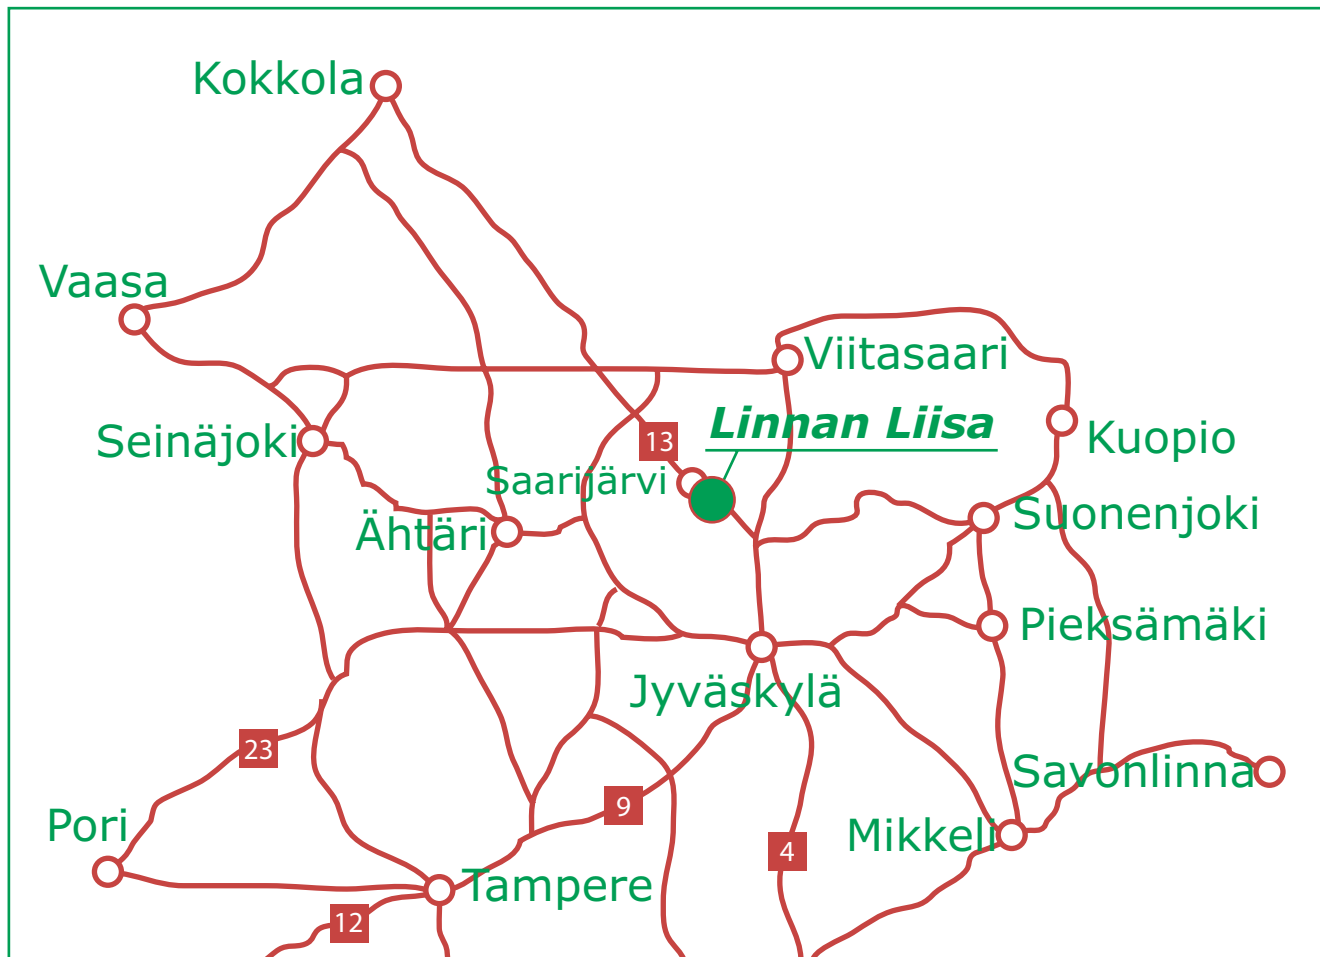 Kokkola
Vaasa
Viitasaari
Linnan Liisa
Seinäjoki
13
Kuopio
Saarijärvi
Suonenjoki
Ähtäri
Pieksämäki
Jyväskylä
23
Savonlinna
9
Pori
Mikkeli
4
Tampere
12